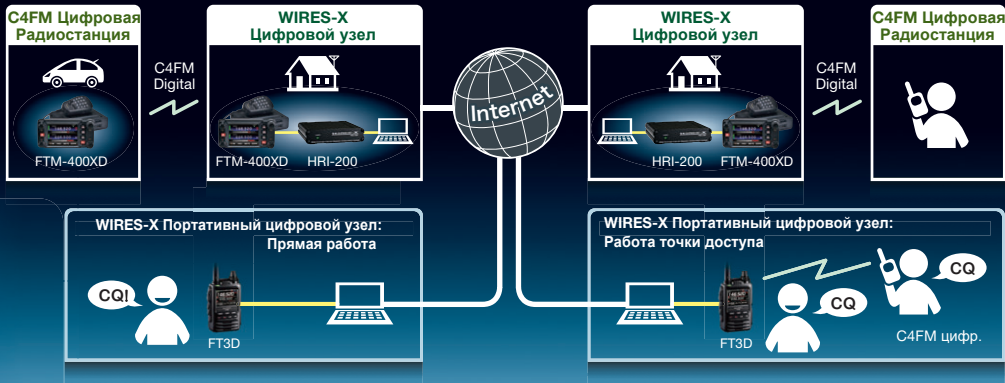 C4FM Цифровая
Радиостанция
FTM-400XD
C4FM
Digital
WIRES-X
Цифровой узел
FTM-400XD
HRI-200
Internet
WIRES-X
Цифровой узел
HRI-200
FTM-400XD
C4FM
Digital
C4FM Цифровая
Радиостанция
WIRES-X Портативный цифровой узел:
Прямая работа
CQ!
FT3D
WIRES-X Портативный цифровой узел:
Работа точки доступа
FT3D
CQ
CQ
C4FM цифр.